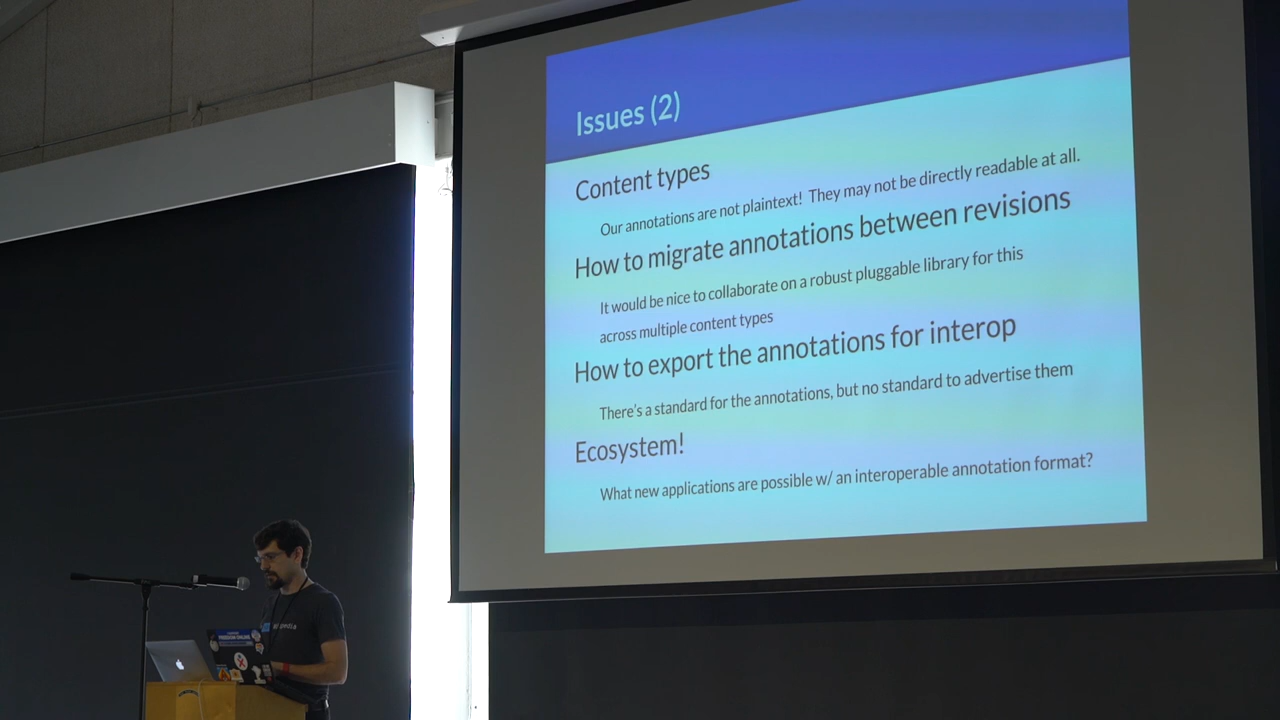 Issues (2)
Content types
Our annotations are not plaintext! They may not be directly readable at all.
How to migrate annotations between revisions
It would be nice to collaborate on a robust pluggable library for this
across multiple content types
How to export the annotations for interop
There's a standard for the annotations, but no standard to advertise them
Ecosystem!
What new applications are possible w/ an interoperable annotation format?
FREEDOM ONLINE